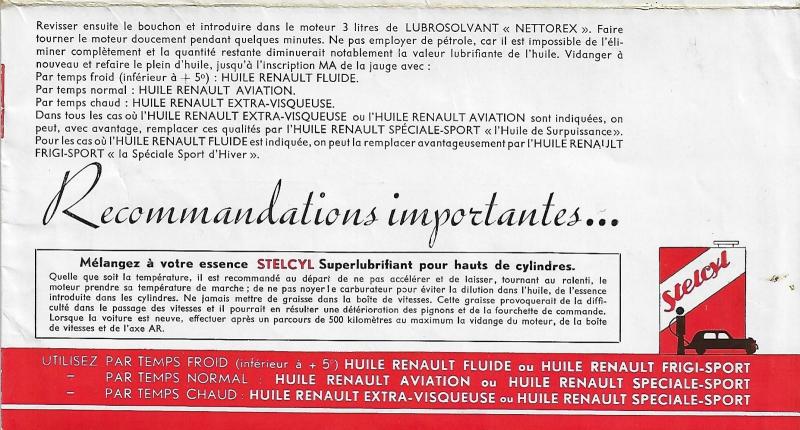 Revisser ensuite le bouchon et introduire dans le moteur 3 litres de LUBROSOLVANT « NETTOREX ». Faire
tourner le moteur doucement pendant quelques minutes. Ne pas employer de pétrole, car il est impossible de l'éli-
miner complètement et la quantité restante diminuerait notablement la valeur lubrifiante de l'huile. Vidanger à
nouveau et refaire le plein d'huile, jusqu'à l'inscription MA de la jauge avec :
Par temps froid (inférieur à + 5º) : HUILE RENAULT FLUIDE.
Par temps normal : HUILE RENAULT AVIATION.
Par temps chaud : HUILE RENAULT EXTRA-VISQUEUSE.
Dans tous les cas où l'HUILE RENAULT EXTRA-VISQUEUSE ou l'HUILE RENAULT AVIATION sont indiquées, on
peut, avec avantage, remplacer ces qualités par l'HUILE RENAULT SPÉCIALE-SPORT « l'Huile de Surpuissance».
Pour les cas où l'HUILE RENAULT FLUIDE est indiquée, on peut la remplacer avantageusement par l'HUILE RENAULT
FRIGI-SPORT « la Spéciale Sport d'Hiver ».
Recommandations importantes...
Mélangez à votre essence STELCYL Superlubrifiant pour hauts de cylindres.
Quelle que soit la température, il est recommandé au départ de ne pas accélérer et de laisser, tournant au ralenti, le
moteur prendre sa température de marche ; de ne pas noyer le carburateur pour éviter la dilution dans l'huile, de l'essence
introduite dans les cylindres. Ne jamais mettre de graisse dans la boîte de vitesses. Cette graisse provoquerait de la diffi-
culté dans le passage des vitesses et il pourrait en résulter une détérioration des pignons et de la fourchette de commande.
Lorsque la voiture est neuve, effectuer après un parcours de 500 kilomètres au maximum la vidange du moteur, de la boîte
de vitesses et de l'axe AR.
Stelcyl
UTILISEZ PAR TEMPS FROID (inférieur à + 5º) HUILE RENAULT FLUIDE ou HUILE RENAULT FRIGI-SPORT
– PAR TEMPS NORMAL : HUILE RENAULT AVIATION ou HUILE RENAULT SPECIALE-SPORT
– PAR TEMPS CHAUD : HUILE RENAULT EXTRA-VISQUEUSE ou HUILE RENAULT SPECIALE-SPORT